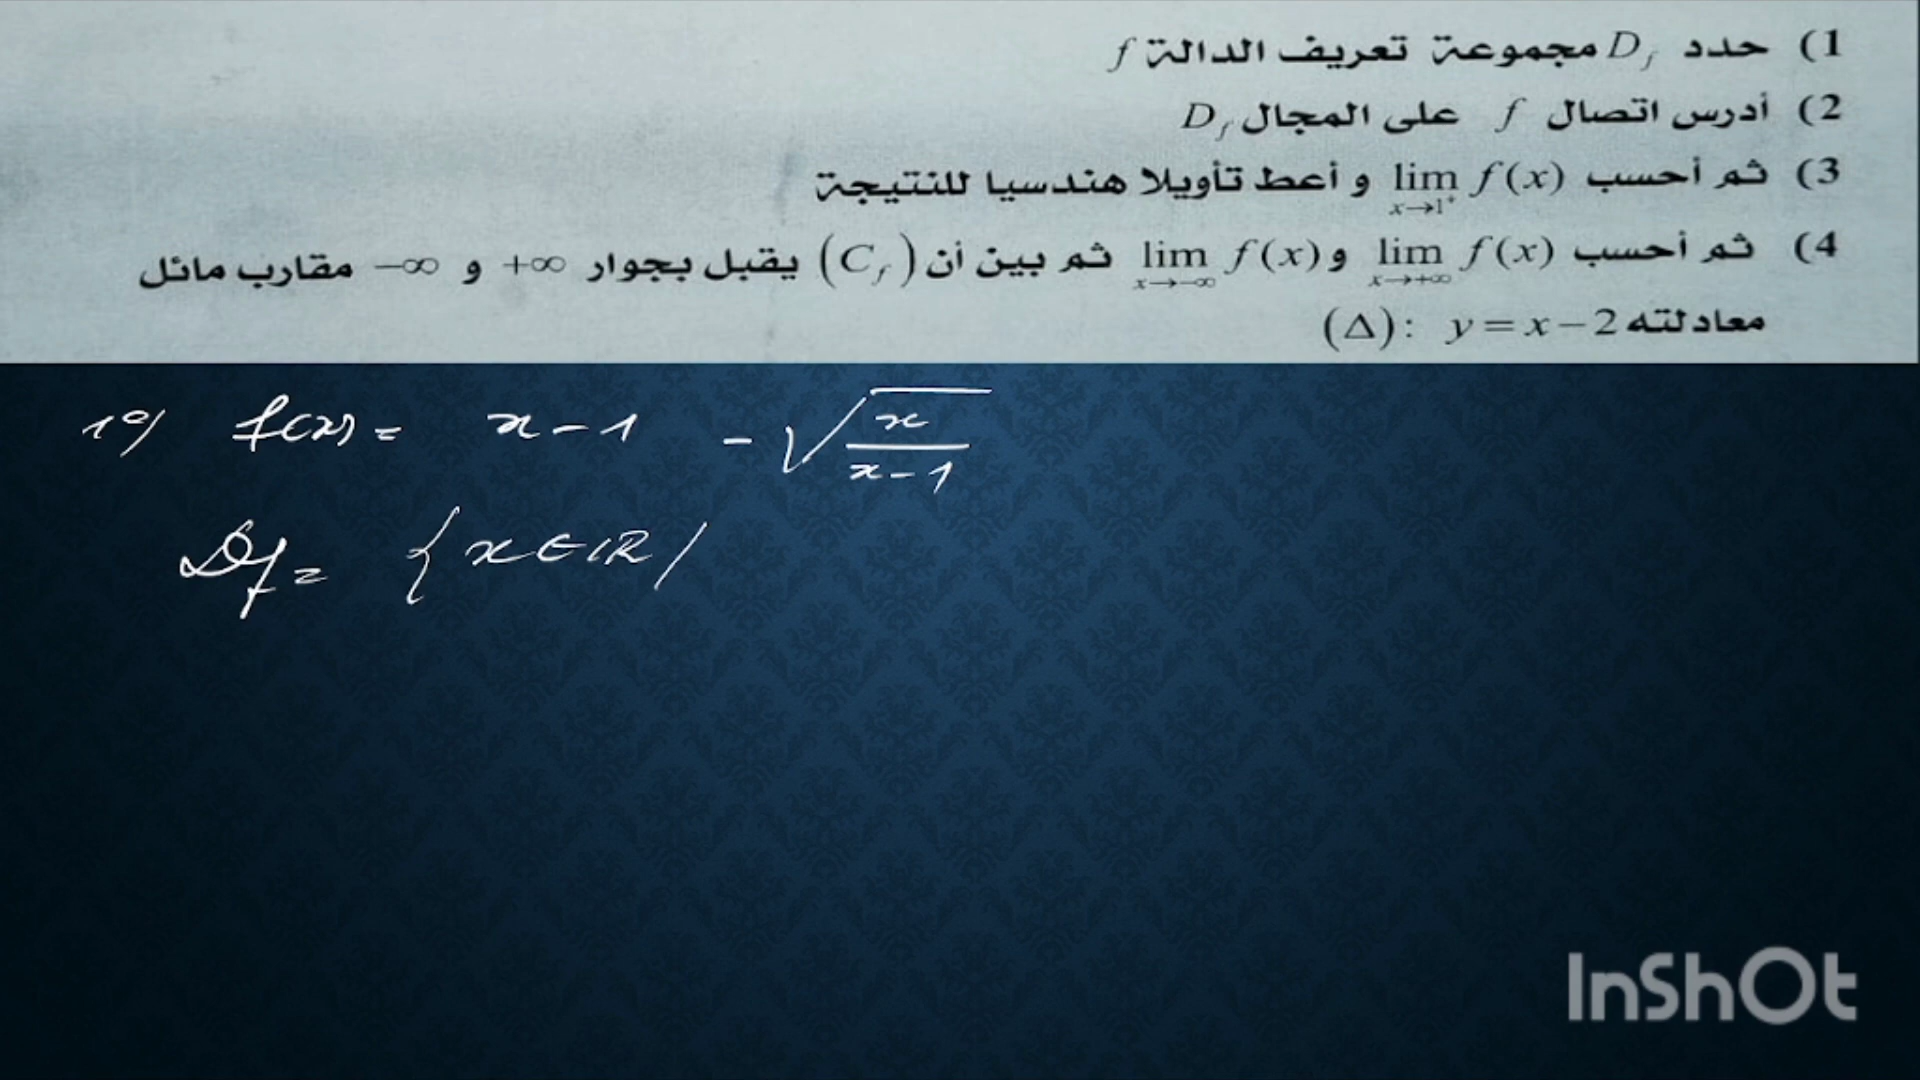 1) حدد D_f مجموعة تعريف الدالة f
2) أدرس اتصال f على المجال D_f
3) ثم أحسب lim_{x→1⁺} f(x) و أعط تأويلا هندسيا للنتيجة
4) ثم أحسب lim_{x→+∞} f(x) و lim_{x→-∞} f(x) ثم بين أن (C_f) يقبل بجوار +∞ و -∞ مقارب مائل
معادلته (Δ): y = x - 2
1°/ f(x) = x - 1 - √(x/(x-1))
Df = { x ∈ IR /
InShOt